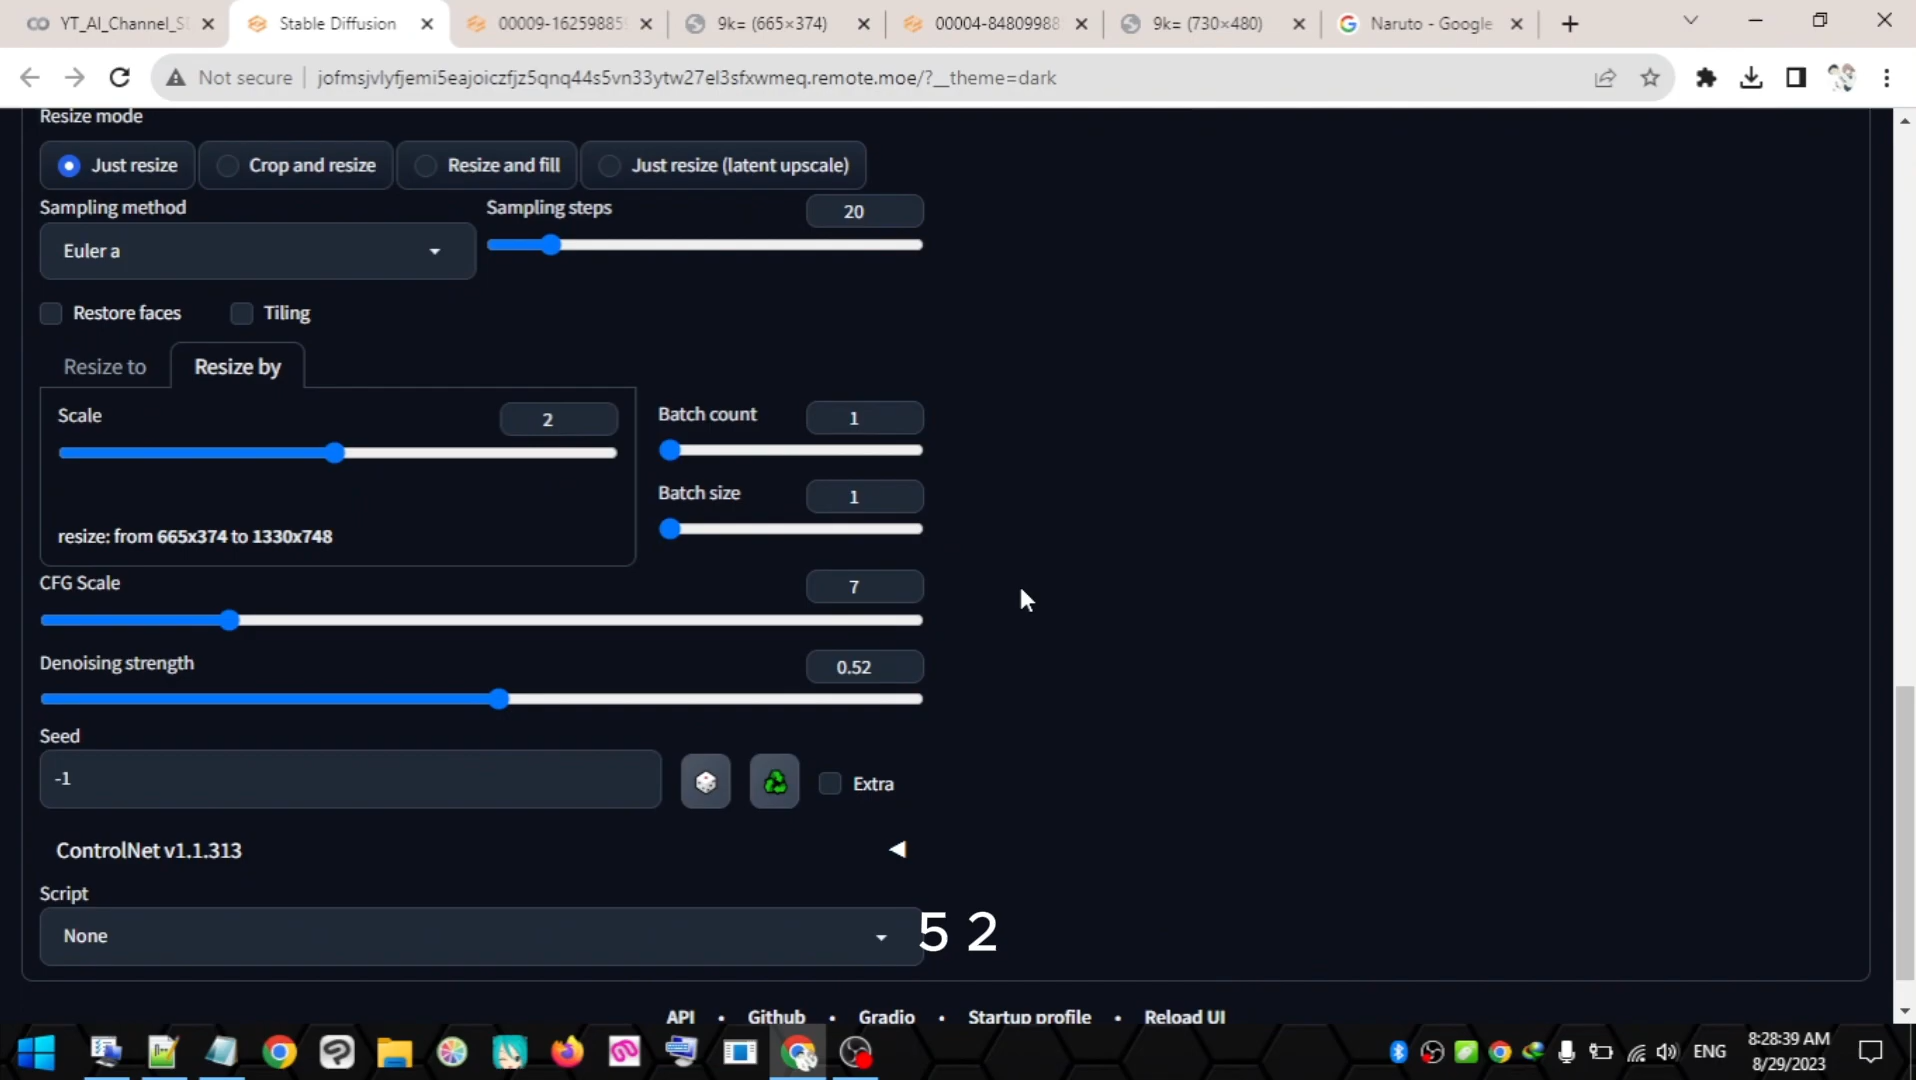 YT_AI_Channel_S
Stable Diffusion
00009-16259885
9k= (665×374)
00004-84809988
9k= (730×480)
Naruto - Google
Not secure
jofmsjvlyfjemi5eajoiczfjz5qnq44s5vn33ytw27el3sfxwmeq.remote.moe/?__theme=dark
Resize mode
Just resize
Crop and resize
Resize and fill
Just resize (latent upscale)
Sampling method
Sampling steps
20
Euler a
Restore faces
Tiling
Resize to
Resize by
Scale
2
Batch count
1
Batch size
1
resize: from 665x374 to 1330x748
CFG Scale
7
Denoising strength
0.52
Seed
-1
Extra
ControlNet v1.1.313
Script
None
5 2
API • Github • Gradio • Startup profile • Reload UI
ENG
8:28:39 AM
8/29/2023